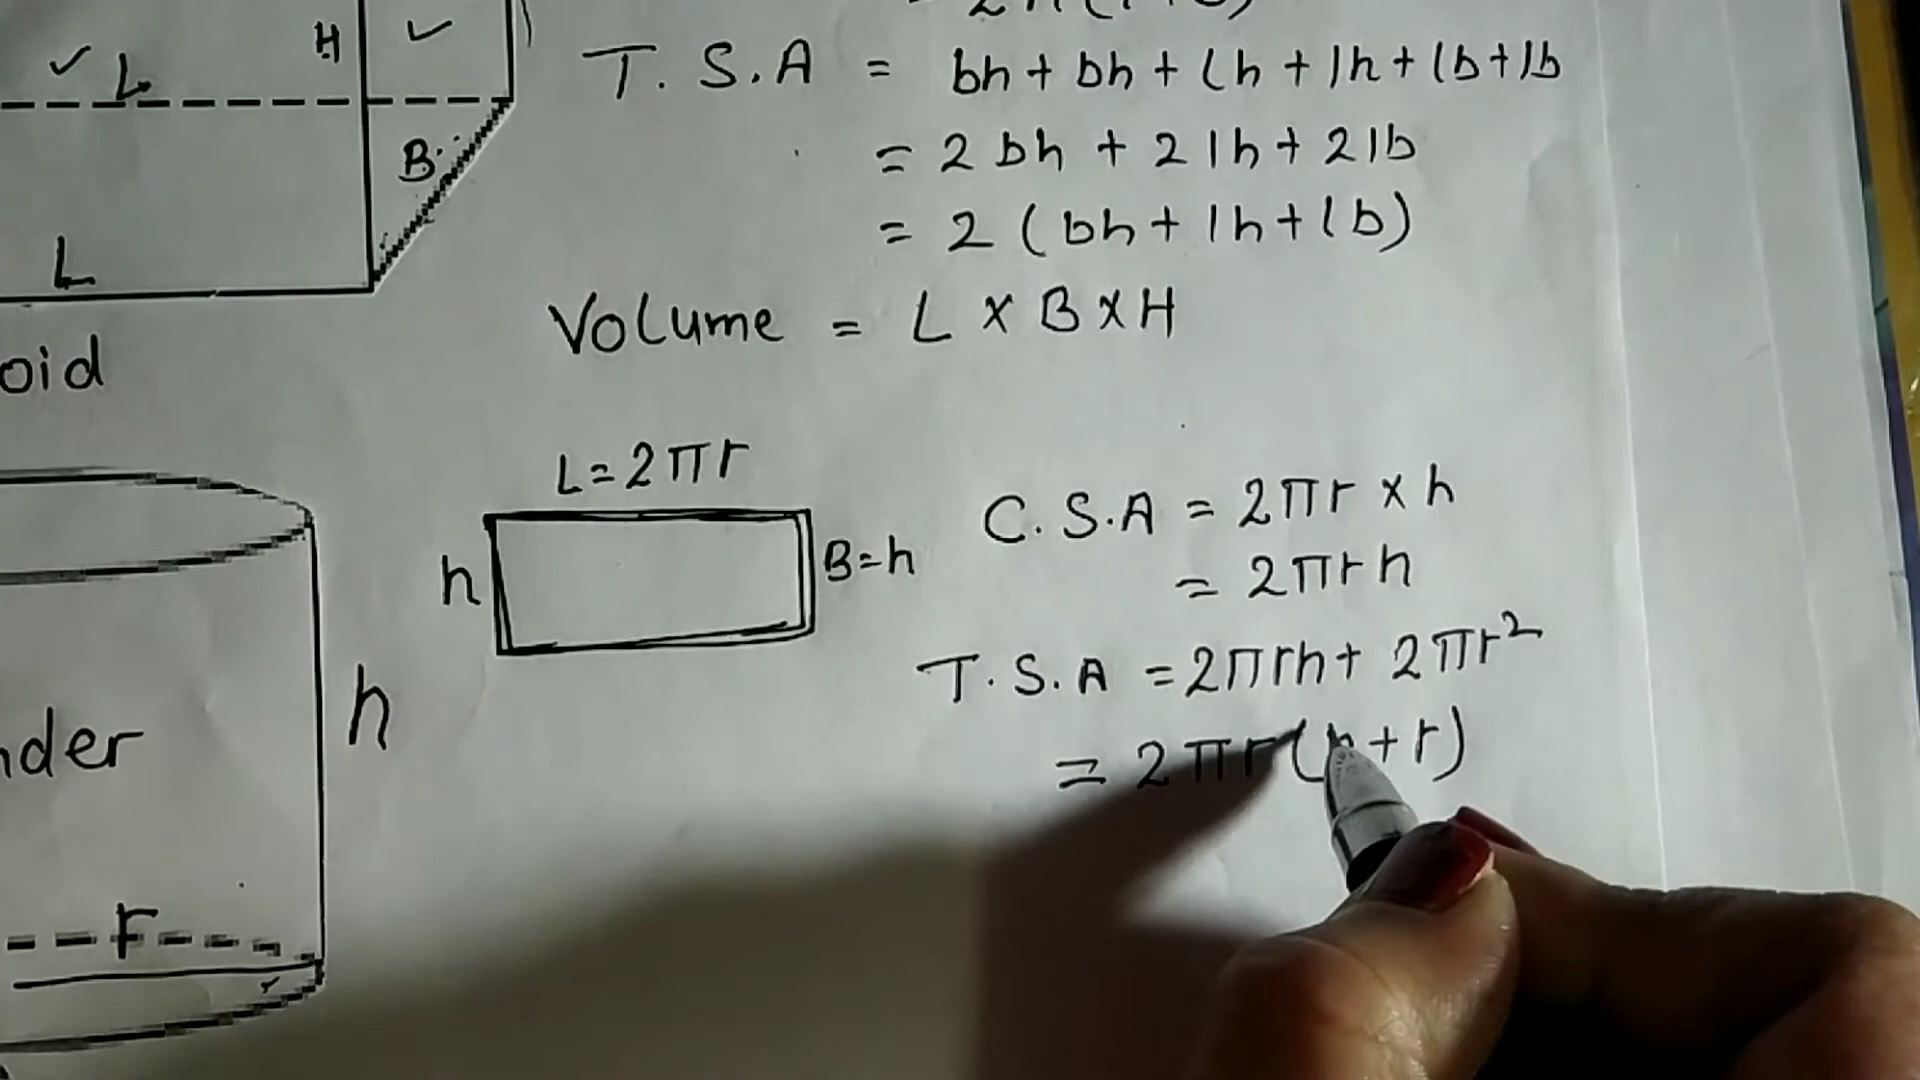 H
L
T.S.A = bh + bh + lh + lh + lb + lb
B
= 2bh + 2lh + 2lb
= 2 (bh + lh + lb)
L
Volume = L x B x H
oid
L=2πr
h
B=h
C.S.A = 2πr x h
= 2πrh
T.S.A = 2πrh + 2πr²
= 2πr(h+r)
h
nder
r